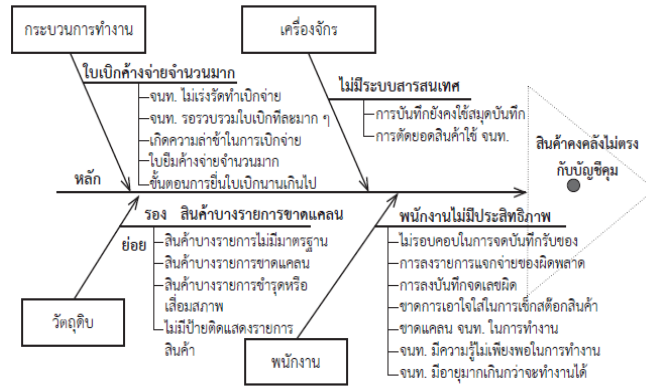 กระบวนการทำงาน
เครื่องจักร
ใบเบิกค้างจ่ายจำนวนมาก
จนท. ไม่เร่งรัดทำเบิกจ่าย
จนท. รอรวบรวมใบเบิกทีละมาก ๆ
เกิดความล่าช้าในการเบิกจ่าย
ใบยืมค้างจ่ายจำนวนมาก
ขั้นตอนการยื่นใบเบิกนานเกินไป
ไม่มีระบบสารสนเทศ
การบันทึกยังคงใช้สมุดบันทึก
การตัดยอดสินค้าใช้ จนท.
สินค้าคงคลังไม่ตรง
กับบัญชีคุม
หลัก
รอง สินค้าบางรายการขาดแคลน
ย่อย
สินค้าบางรายการไม่มีมาตรฐาน
สินค้าบางรายการขาดแคลน
สินค้าบางรายการชำรุดหรือ
เสื่อมสภาพ
ไม่มีป้ายติดแสดงรายการ
สินค้า
พนักงานไม่มีประสิทธิภาพ
ไม่รอบคอบในการจดบันทึกรับของ
การลงรายการแจกจ่ายของผิดพลาด
การลงบันทึกจดเลขผิด
ขาดการเอาใจใส่ในการเช็กสต๊อกสินค้า
ขาดแคลน จนท. ในการทำงาน
จนท. มีความรู้ไม่เพียงพอในการทำงาน
จนท. มีอายุมากเกินกว่าจะทำงานได้
วัตถุดิบ
พนักงาน